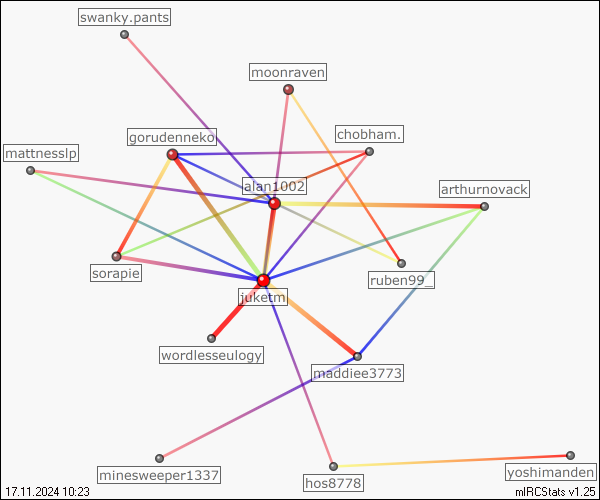 swanky.pants
moonraven
chobham.
gorudenneko
mattnesslp
alan1002
arthurnovack
sorapie
ruben99_
juketm
wordlesseulogy
maddiee3773
minesweeper1337
hos8778
yoshimanden
17.11.2024 10:23
mIRCStats v1.25